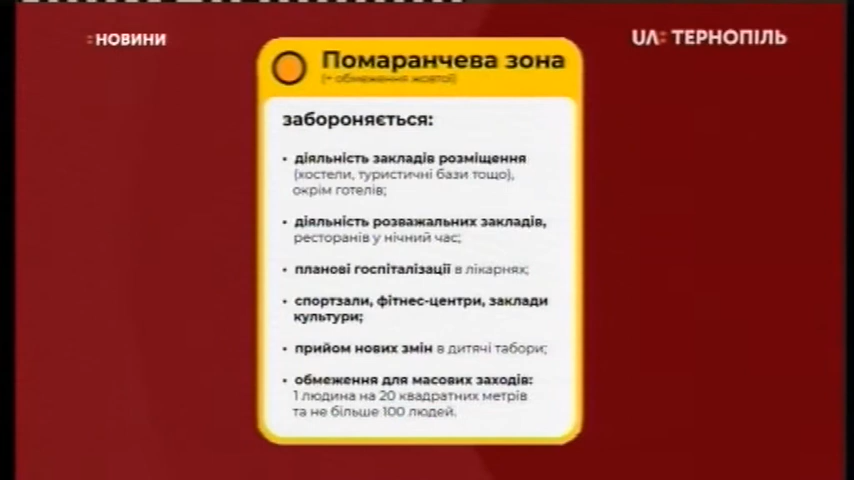 :НОВИНИ
UA: ТЕРНОПІЛЬ
Помаранчева зона
(+ обмеження жовтої)
забороняється:
• діяльність закладів розміщення
(хостели, туристичні бази тощо),
окрім готелів;
• діяльність розважальних закладів,
ресторанів у нічний час;
• планові госпіталізації в лікарнях;
• спортзали, фітнес-центри, заклади
культури;
• прийом нових змін в дитячі табори;
• обмеження для масових заходів:
1 людина на 20 квадратних метрів
та не більше 100 людей.